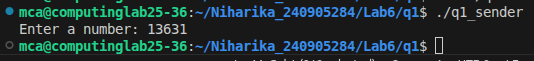 mca@computinglab25-36:~/Niharika_240905284/Lab6/q1$ ./q1_sender
Enter a number: 13631
mca@computinglab25-36:~/Niharika_240905284/Lab6/q1$